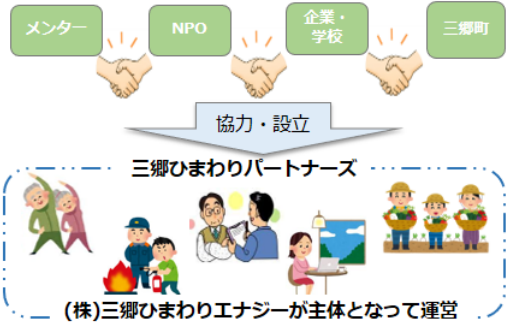 メンター
NPO
企業・
学校
三郷町
協力・設立
三郷ひまわりパートナーズ
(株)三郷ひまわりエナジーが主体となって運営